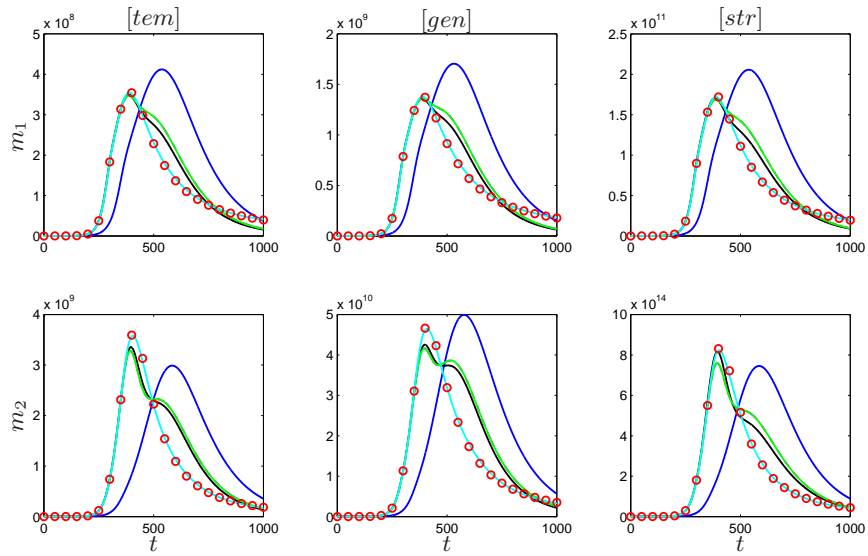 [tem] [gen] [str]
x 10^8 x 10^9 x 10^11
5 2 2.5
4 2
3 1.5 1.5
m_1 2 1 1
1 0.5 0.5
0 0 0
0 500 1000 0 500 1000 0 500 1000
x 10^9 x 10^10 x 10^14
4 5 10
3 4 8
m_2 2 3 6
1 2 4
1 2
0 0 0
0 500 1000 0 500 1000 0 500 1000
t t t